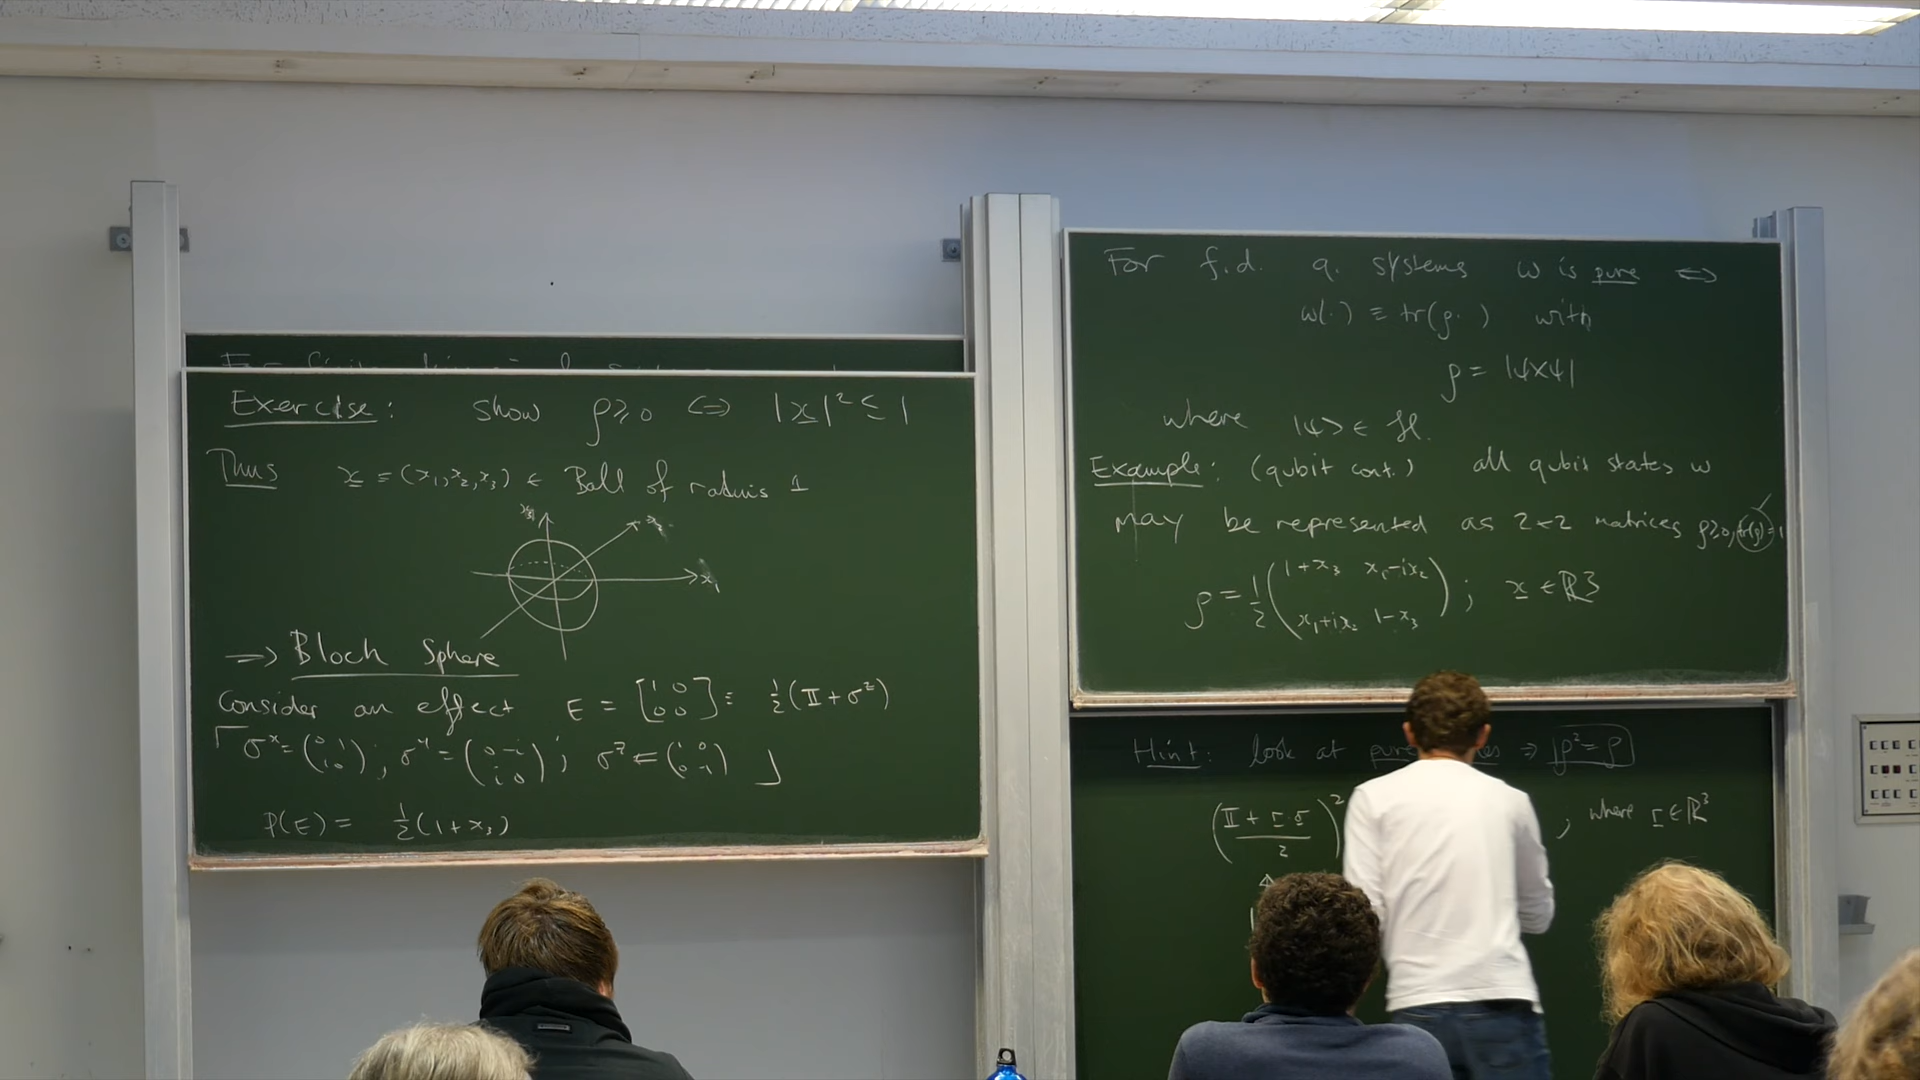 Exercise: show ρ≥0 ⇔ |x|² ≤ 1
Thus x = (x₁,x₂,x₃) ∈ Ball of radius 1
x₃
x₂
x₁
⇒ Bloch Sphere
Consider an effect E = [1 0; 0 0] = ½(𝕀 + σᶻ)
σˣ = (0 1; 1 0); σʸ = (0 -i; i 0); σᶻ = (1 0; 0 -1)
p(E) = ½(1+x₃)
For f.d. q. systems ω is pure ⇔
ω(·) ≡ tr(ρ·) with
ρ = |ψ⟩⟨ψ|
where |ψ⟩ ∈ ℋ.
Example: (qubit cont.) all qubit states ω
may be represented as 2×2 matrices ρ≥0, tr(ρ)=1
ρ = ½(1+x₃ x₁-ix₂; x₁+ix₂ 1-x₃); x ∈ ℝ³
Hint: look at ⇒ ρ² = ρ
((𝕀 + r·σ)/2)² ; where r ∈ ℝ³